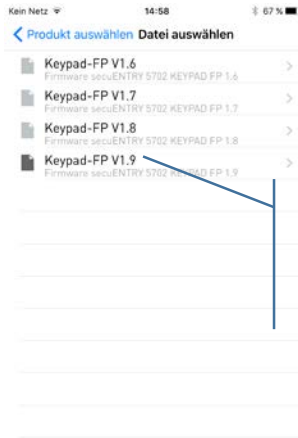 Kein Netz 14:58 67 %
Produkt auswählen Datei auswählen
Keypad-FP V1.6
Firmware secuENTRY 5702 KEYPAD FP 1.6
Keypad-FP V1.7
Firmware secuENTRY 5702 KEYPAD FP 1.7
Keypad-FP V1.8
Firmware secuENTRY 5702 KEYPAD FP 1.8
Keypad-FP V1.9
Firmware secuENTRY 5702 KEYPAD FP 1.9